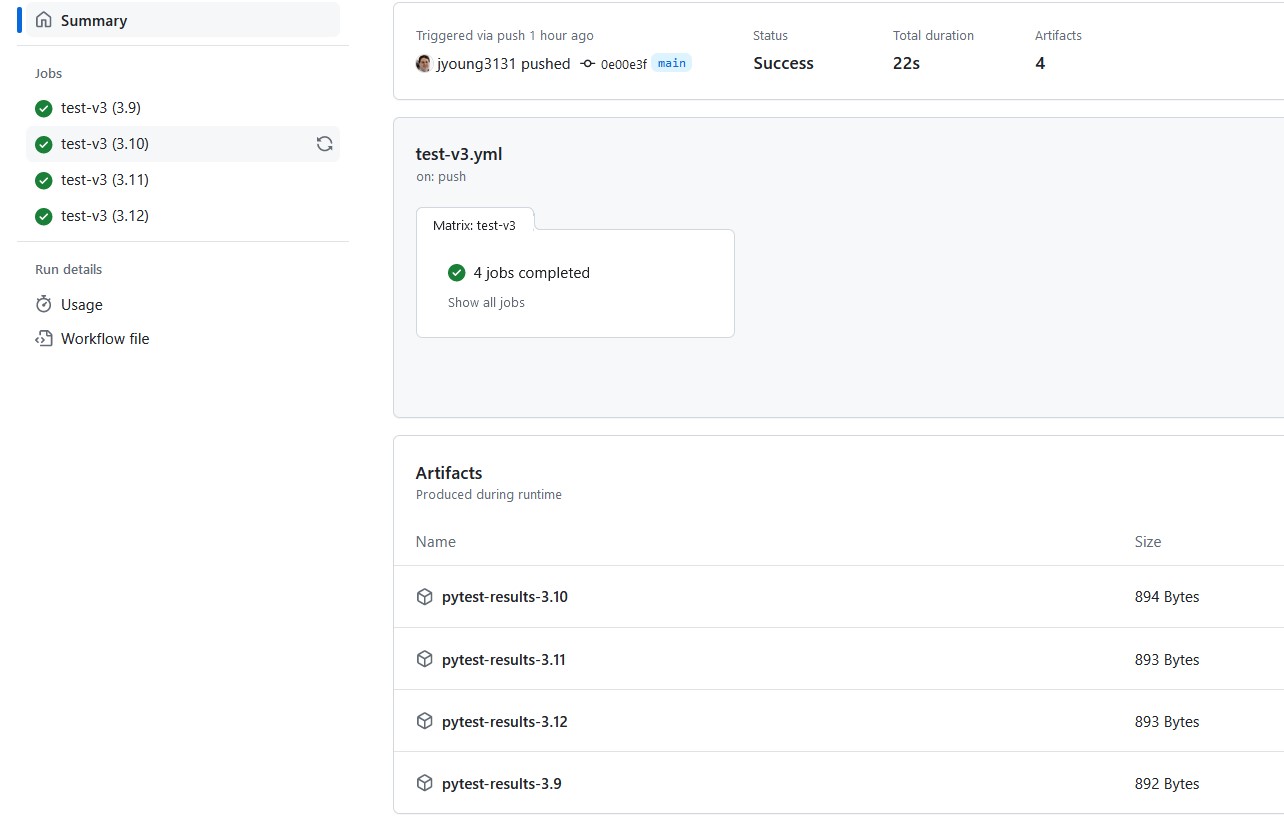 Summary
Jobs
test-v3 (3.9)
test-v3 (3.10)
test-v3 (3.11)
test-v3 (3.12)
Run details
Usage
Workflow file
Triggered via push 1 hour ago
jyoung3131 pushed 0e00e3f main
Status
Success
Total duration
22s
Artifacts
4
test-v3.yml
on: push
Matrix: test-v3
4 jobs completed
Show all jobs
Artifacts
Produced during runtime
Name Size
pytest-results-3.10 894 Bytes
pytest-results-3.11 893 Bytes
pytest-results-3.12 893 Bytes
pytest-results-3.9 892 Bytes